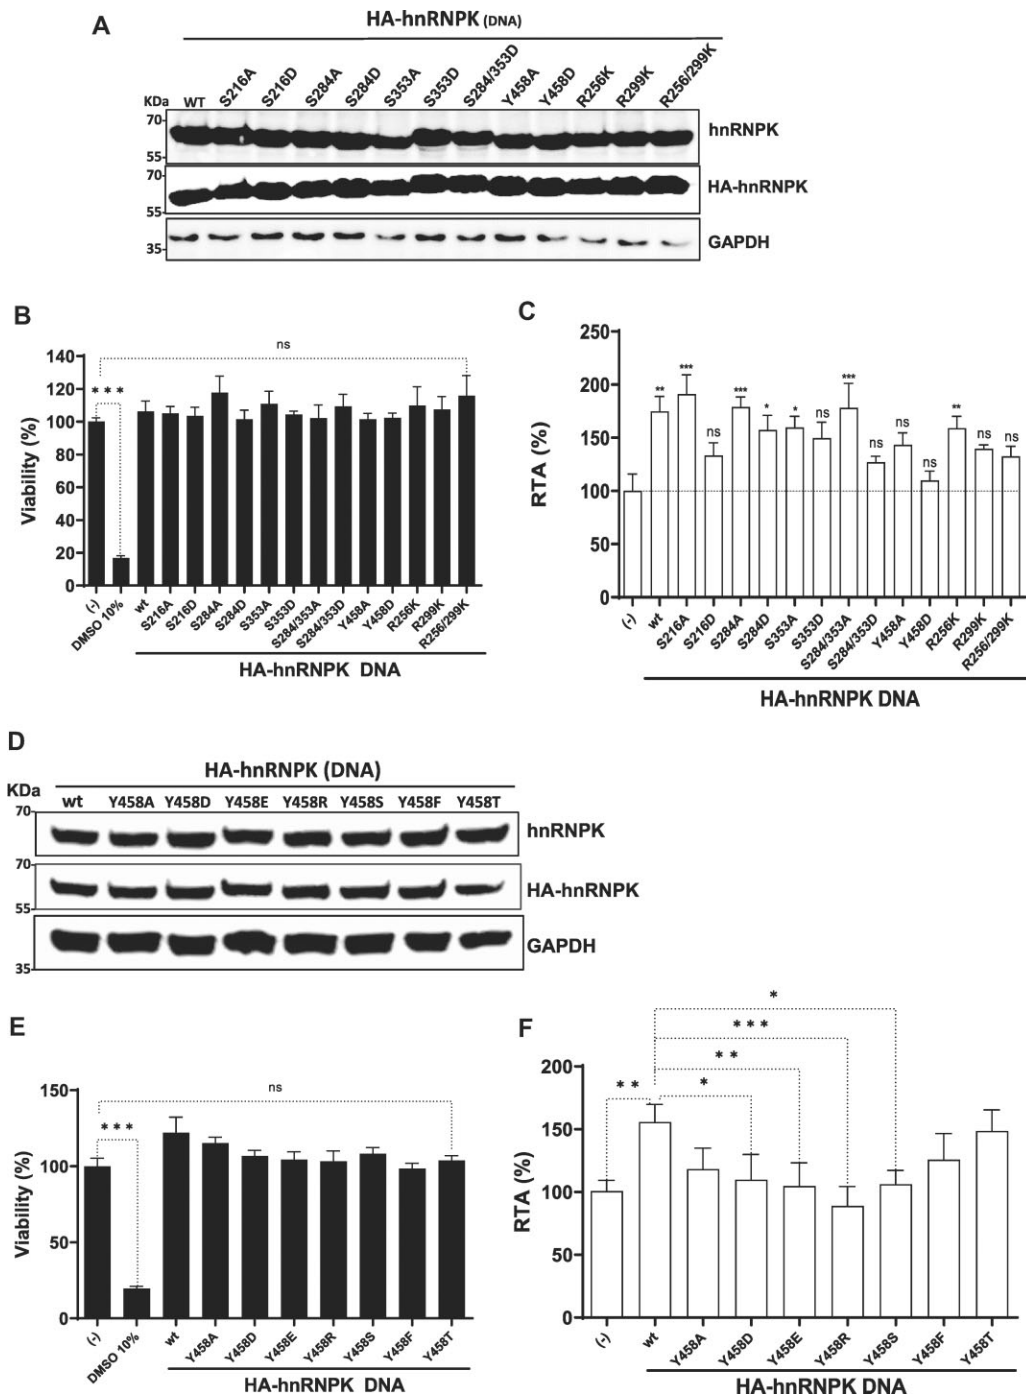 A
HA-hnRNPK (DNA)
KDa WT S216A S216D S284A S284D S353A S353D S284/353D Y458A Y458D R256K R299K R256/299K
70
55
hnRNPK
70
55
HA-hnRNPK
35
GAPDH
B
ns
***
Viability (%)
140
120
100
80
60
40
20
0
(-) DMSO 10% wt S216A S216D S284A S284D S353A S353D S284/353A S284/353D Y458A Y458D R256K R299K R256/299K
HA-hnRNPK DNA
C
RTA (%)
250
200
150
100
50
0
** *** ns *** * * ns *** ns ns ns ** ns ns
(-) wt S216A S216D S284A S284D S353A S353D S284/353A S284/353D Y458A Y458D R256K R299K R256/299K
HA-hnRNPK DNA
D
HA-hnRNPK (DNA)
KDa wt Y458A Y458D Y458E Y458R Y458S Y458F Y458T
70
hnRNPK
70
55
HA-hnRNPK
35
GAPDH
E
ns
***
Viability (%)
150
100
50
0
(-) DMSO 10% wt Y458A Y458D Y458E Y458R Y458S Y458F Y458T
HA-hnRNPK DNA
F
*
***
**
** *
RTA (%)
200
150
100
50
0
(-) wt Y458A Y458D Y458E Y458R Y458S Y458F Y458T
HA-hnRNPK DNA